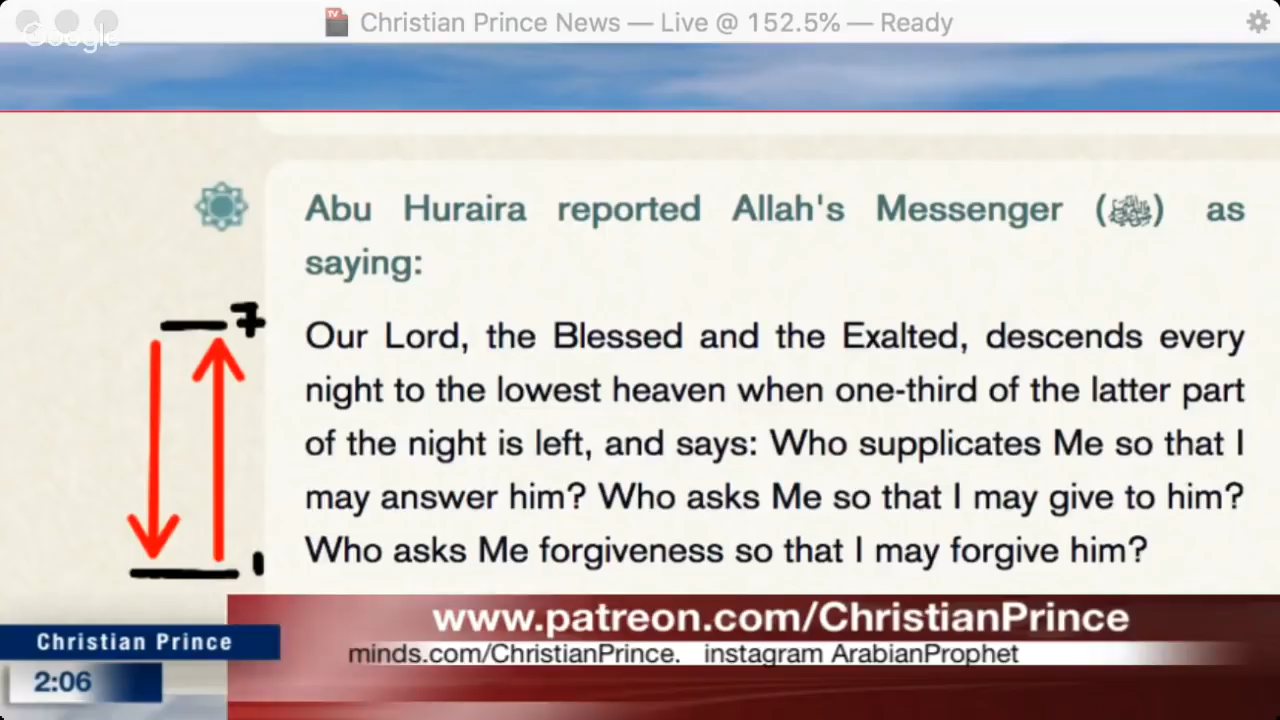 Christian Prince News — Live @ 152.5% — Ready
Google
Abu Huraira reported Allah's Messenger (ﷺ) as
saying:
7
Our Lord, the Blessed and the Exalted, descends every
night to the lowest heaven when one-third of the latter part
of the night is left, and says: Who supplicates Me so that I
may answer him? Who asks Me so that I may give to him?
Who asks Me forgiveness so that I may forgive him?
1
www.patreon.com/ChristianPrince
Christian Prince
minds.com/ChristianPrince. instagram ArabianProphet
2:06